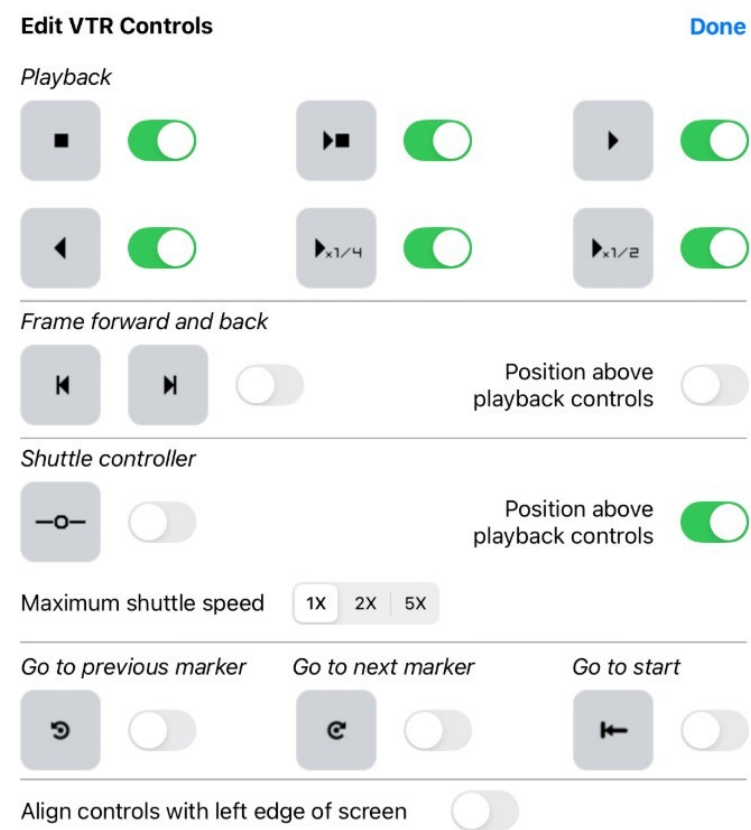 Edit VTR Controls Done
Playback
x1/4 x1/2
Frame forward and back
Position above
playback controls
Shuttle controller
Position above
playback controls
Maximum shuttle speed 1X 2X 5X
Go to previous marker Go to next marker Go to start
Align controls with left edge of screen